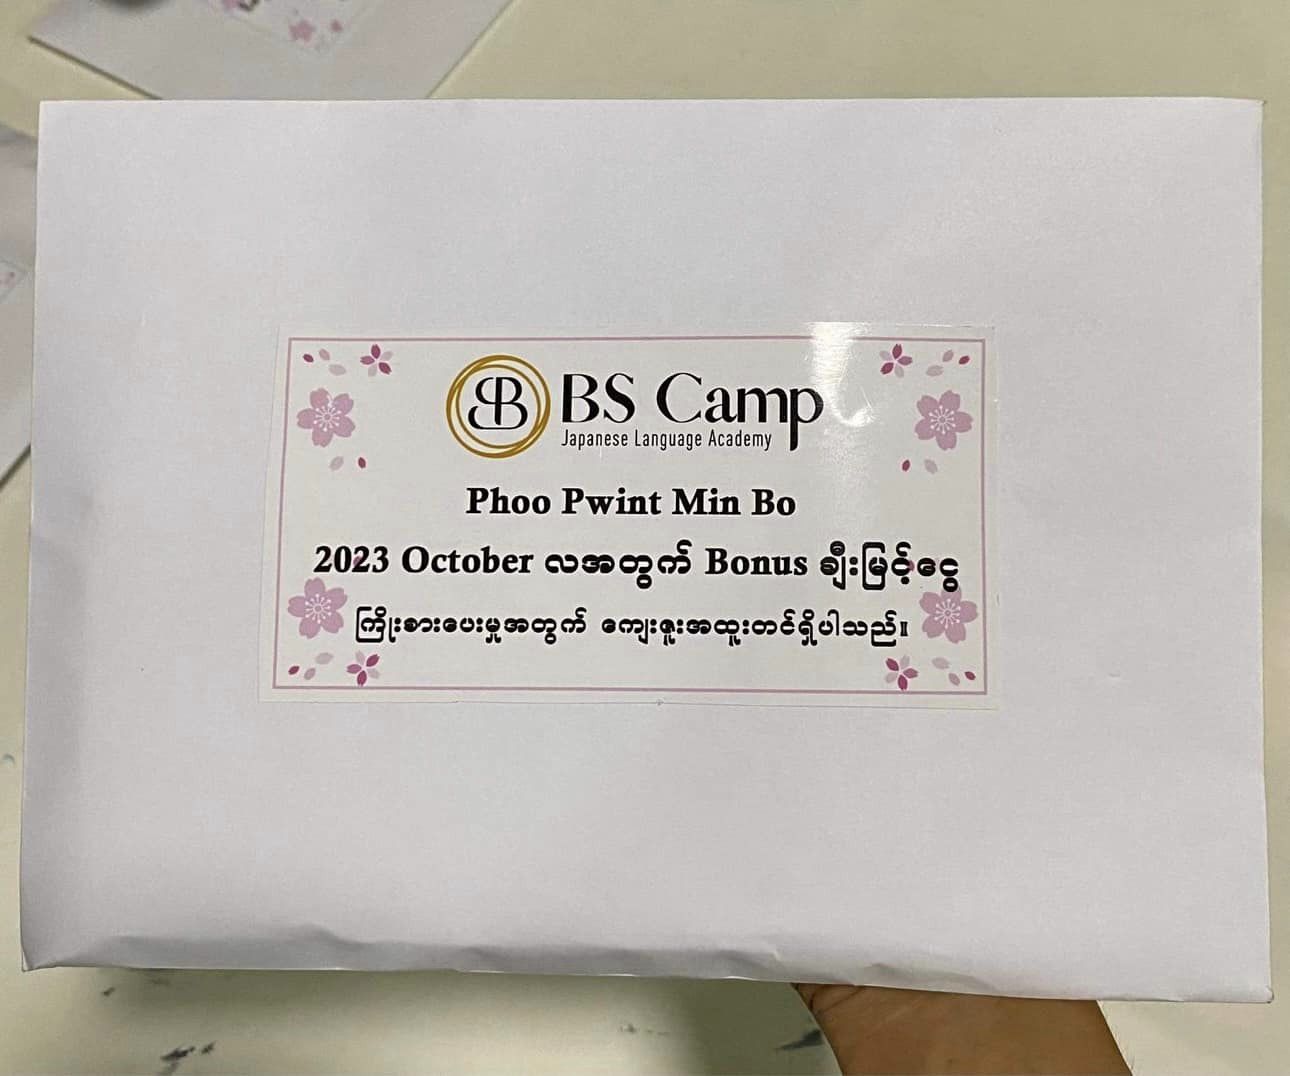 BS Camp
Japanese Language Academy
Phoo Pwint Min Bo
2023 October လအတွက် Bonus ချီးမြှင့်ငွေ
ကြိုးစားပေးမှုအတွက် ကျေးဇူးအထူးတင်ရှိပါသည်။